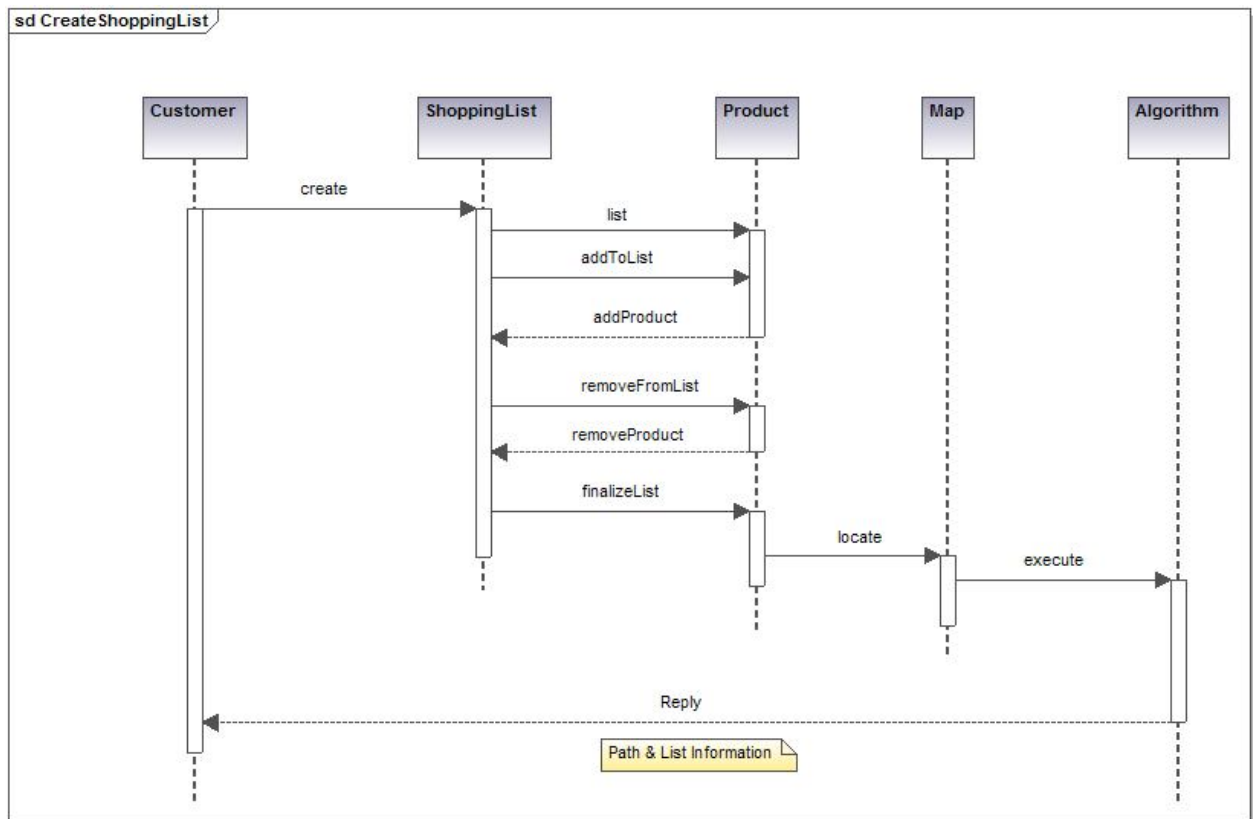 sd CreateShoppingList
Customer
ShoppingList
Product
Map
Algorithm
create
list
addToList
addProduct
removeFromList
removeProduct
finalizeList
locate
execute
Reply
Path & List Information